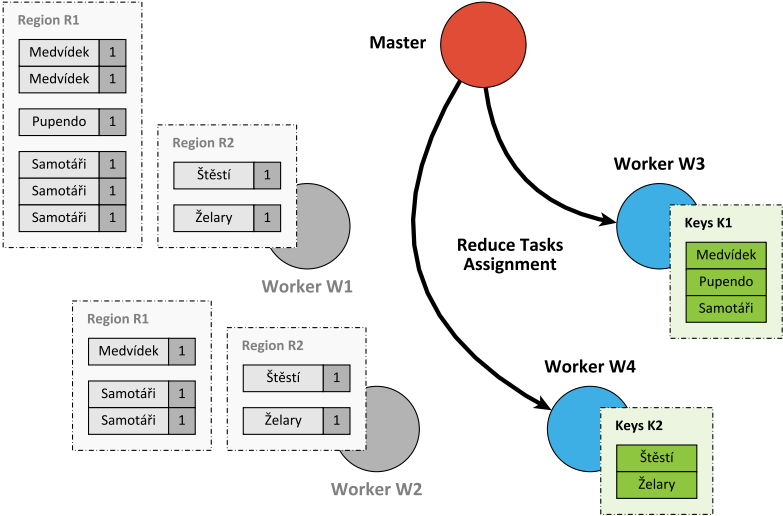 Region R1
Medvídek 1
Medvídek 1
Pupendo 1
Samotáři 1
Samotáři 1
Samotáři 1
Region R2
Štěstí 1
Želary 1
Worker W1
Region R1
Medvídek 1
Samotáři 1
Samotáři 1
Region R2
Štěstí 1
Želary 1
Worker W2
Master
Reduce Tasks
Assignment
Worker W3
Keys K1
Medvídek
Pupendo
Samotáři
Worker W4
Keys K2
Štěstí
Želary